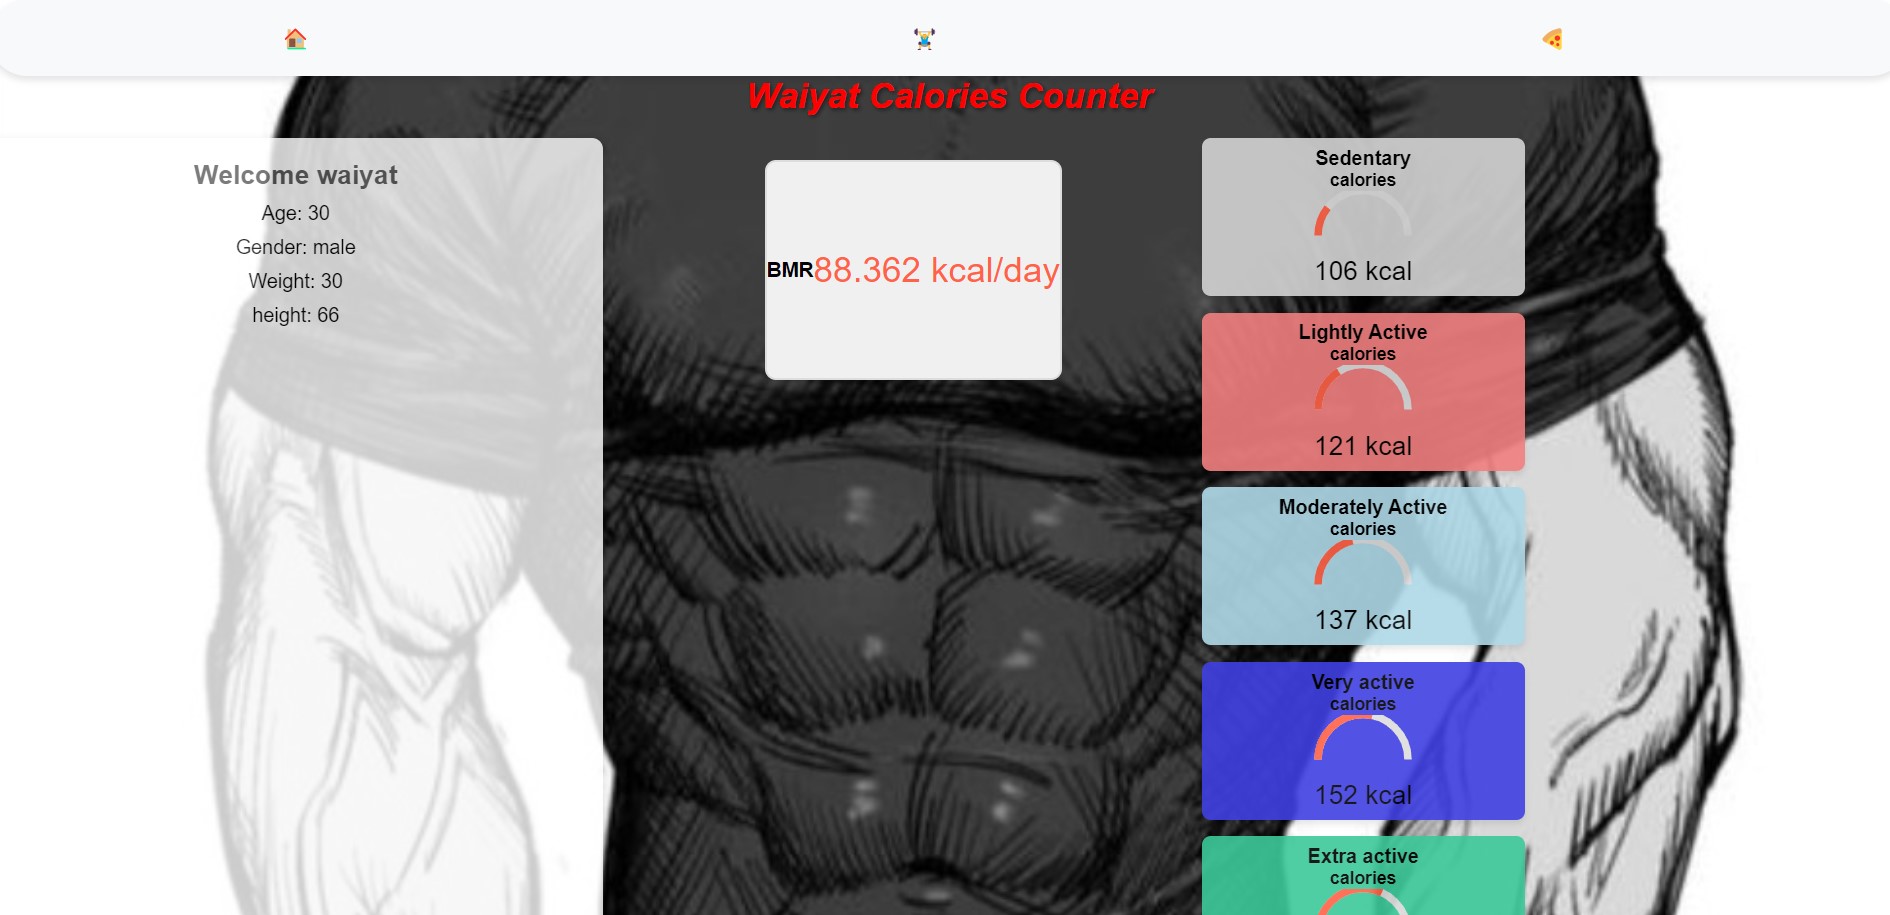 Waiyat Calories Counter
Welcome waiyat
Age: 30
Gender: male
Weight: 30
height: 66
BMR88.362 kcal/day
Sedentary
calories
106 kcal
Lightly Active
calories
121 kcal
Moderately Active
calories
137 kcal
Very active
calories
152 kcal
Extra active
calories